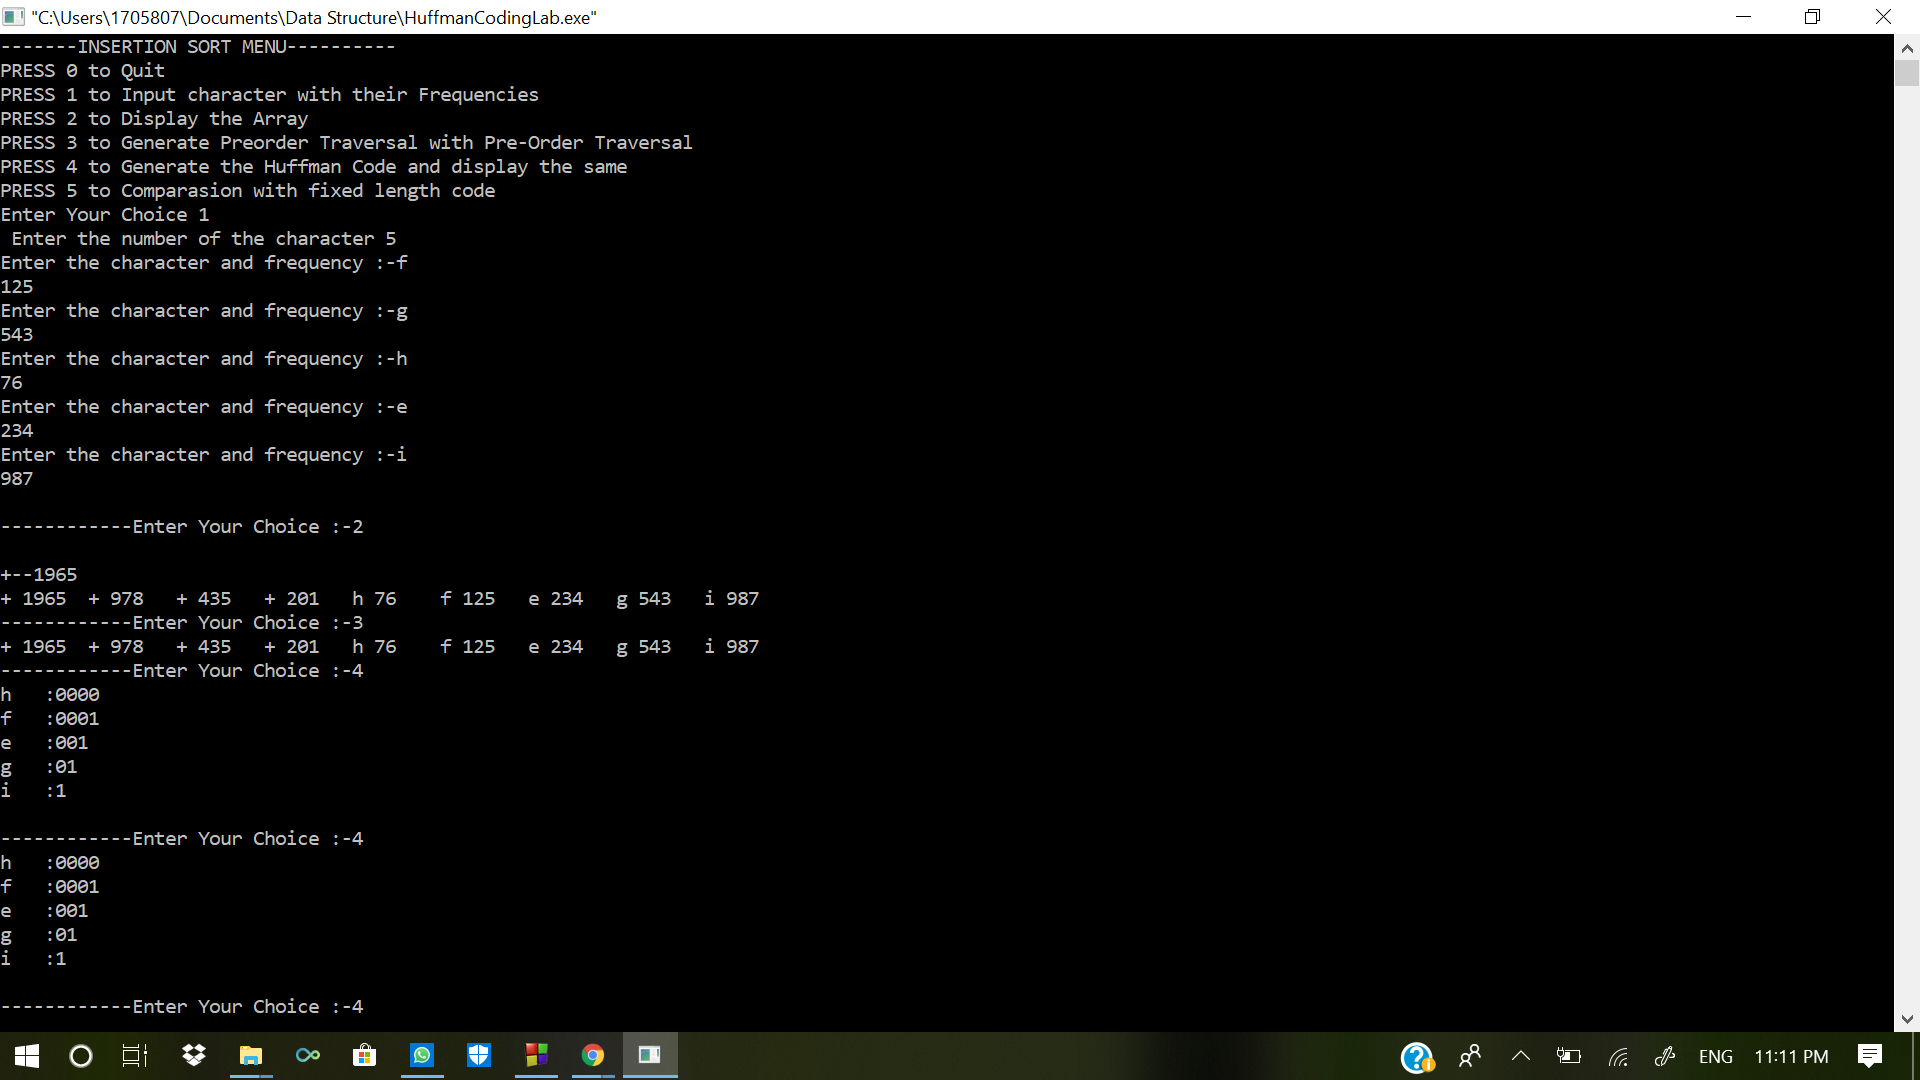 "C:\Users\1705807\Documents\Data Structure\HuffmanCodingLab.exe"
-------INSERTION SORT MENU----------
PRESS 0 to Quit
PRESS 1 to Input character with their Frequencies
PRESS 2 to Display the Array
PRESS 3 to Generate Preorder Traversal with Pre-Order Traversal
PRESS 4 to Generate the Huffman Code and display the same
PRESS 5 to Comparasion with fixed length code
Enter Your Choice 1
 Enter the number of the character 5
Enter the character and frequency :-f
125
Enter the character and frequency :-g
543
Enter the character and frequency :-h
76
Enter the character and frequency :-e
234
Enter the character and frequency :-i
987
------------Enter Your Choice :-2
+--1965
+ 1965  + 978   + 435   + 201   h 76    f 125   e 234   g 543   i 987
------------Enter Your Choice :-3
+ 1965  + 978   + 435   + 201   h 76    f 125   e 234   g 543   i 987
------------Enter Your Choice :-4
h   :0000
f   :0001
e   :001
g   :01
i   :1
------------Enter Your Choice :-4
h   :0000
f   :0001
e   :001
g   :01
i   :1
------------Enter Your Choice :-4
ENG 11:11 PM